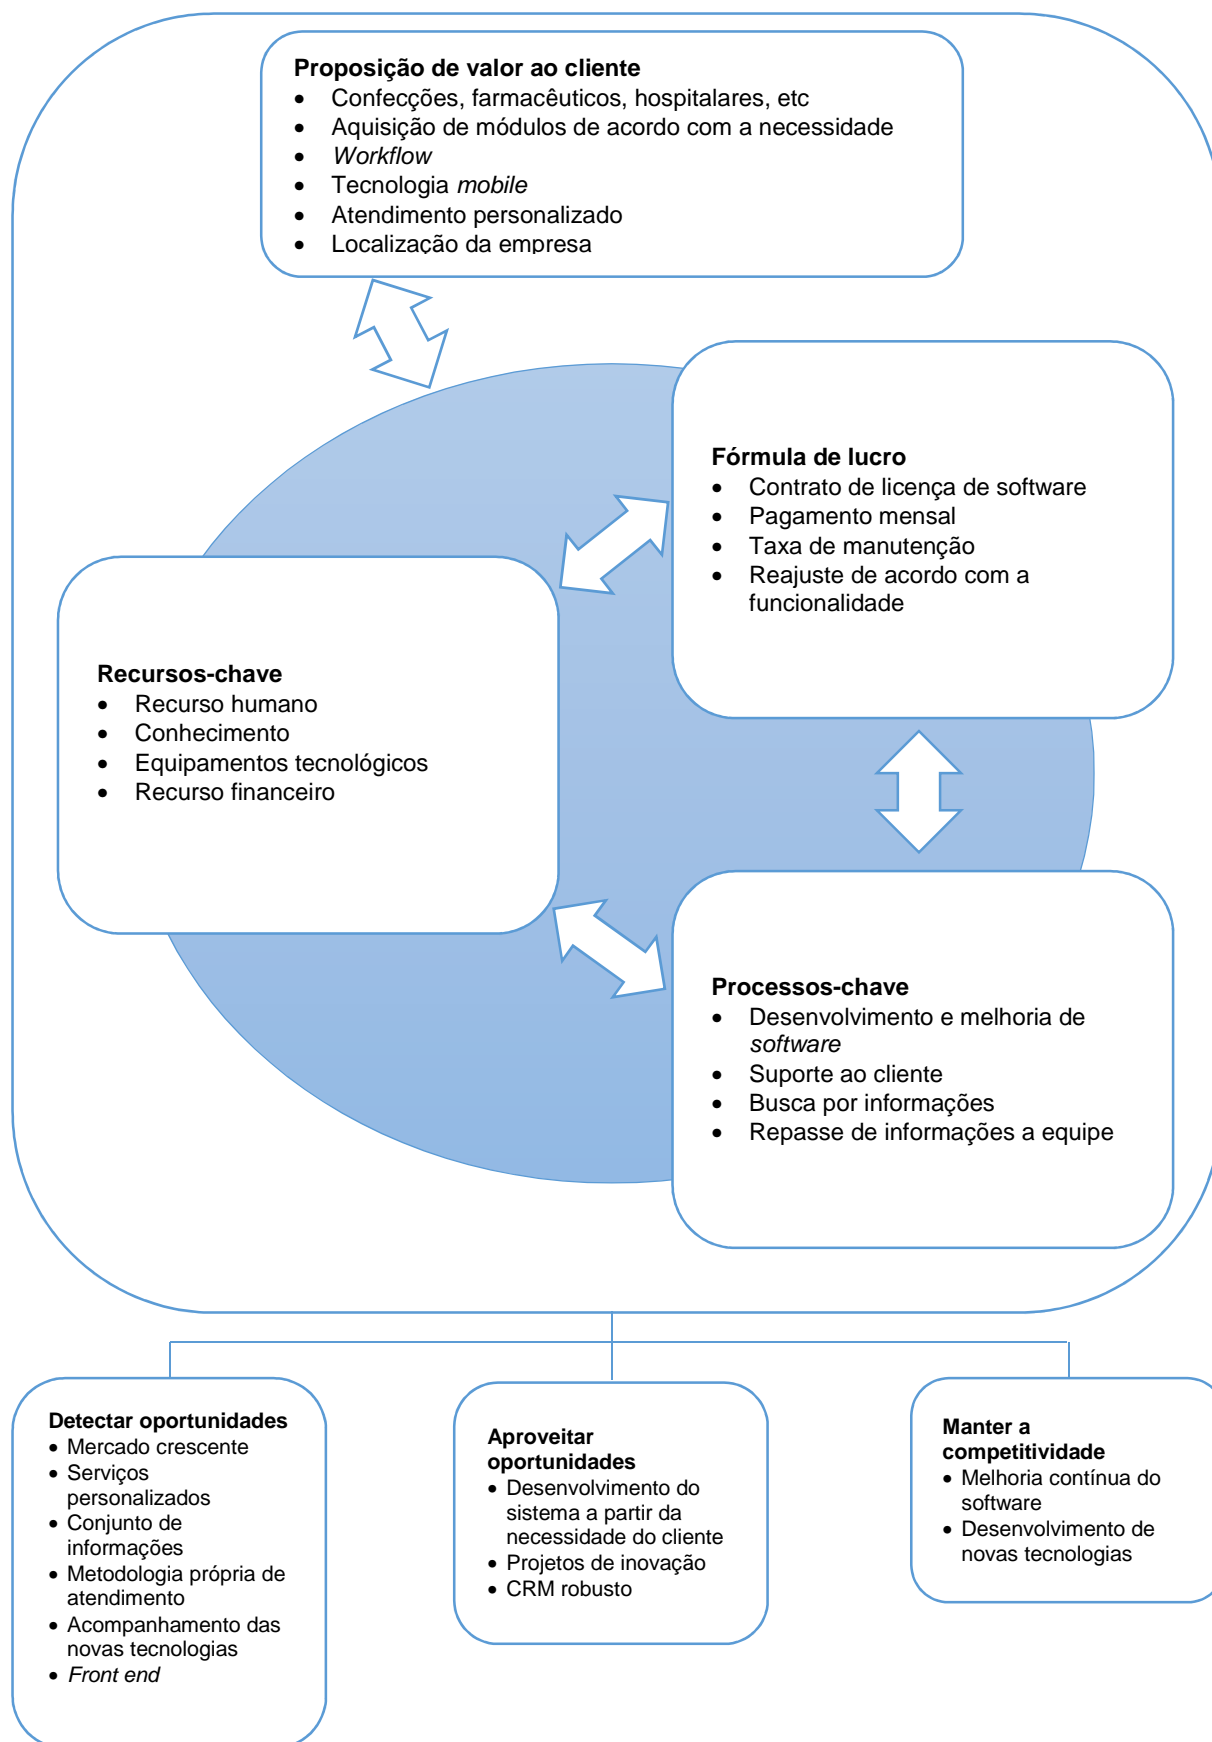 Proposição de valor ao cliente
• Confecções, farmacêuticos, hospitalares, etc
• Aquisição de módulos de acordo com a necessidade
• Workflow
• Tecnologia mobile
• Atendimento personalizado
• Localização da empresa
Fórmula de lucro
• Contrato de licença de software
• Pagamento mensal
• Taxa de manutenção
• Reajuste de acordo com a
funcionalidade
Recursos-chave
• Recurso humano
• Conhecimento
• Equipamentos tecnológicos
• Recurso financeiro
Processos-chave
• Desenvolvimento e melhoria de
software
• Suporte ao cliente
• Busca por informações
• Repasse de informações a equipe
Detectar oportunidades
• Mercado crescente
• Serviços
personalizados
• Conjunto de
informações
• Metodologia própria de
atendimento
• Acompanhamento das
novas tecnologias
• Front end
Aproveitar
oportunidades
• Desenvolvimento do
sistema a partir da
necessidade do cliente
• Projetos de inovação
• CRM robusto
Manter a
competitividade
• Melhoria contínua do
software
• Desenvolvimento de
novas tecnologias